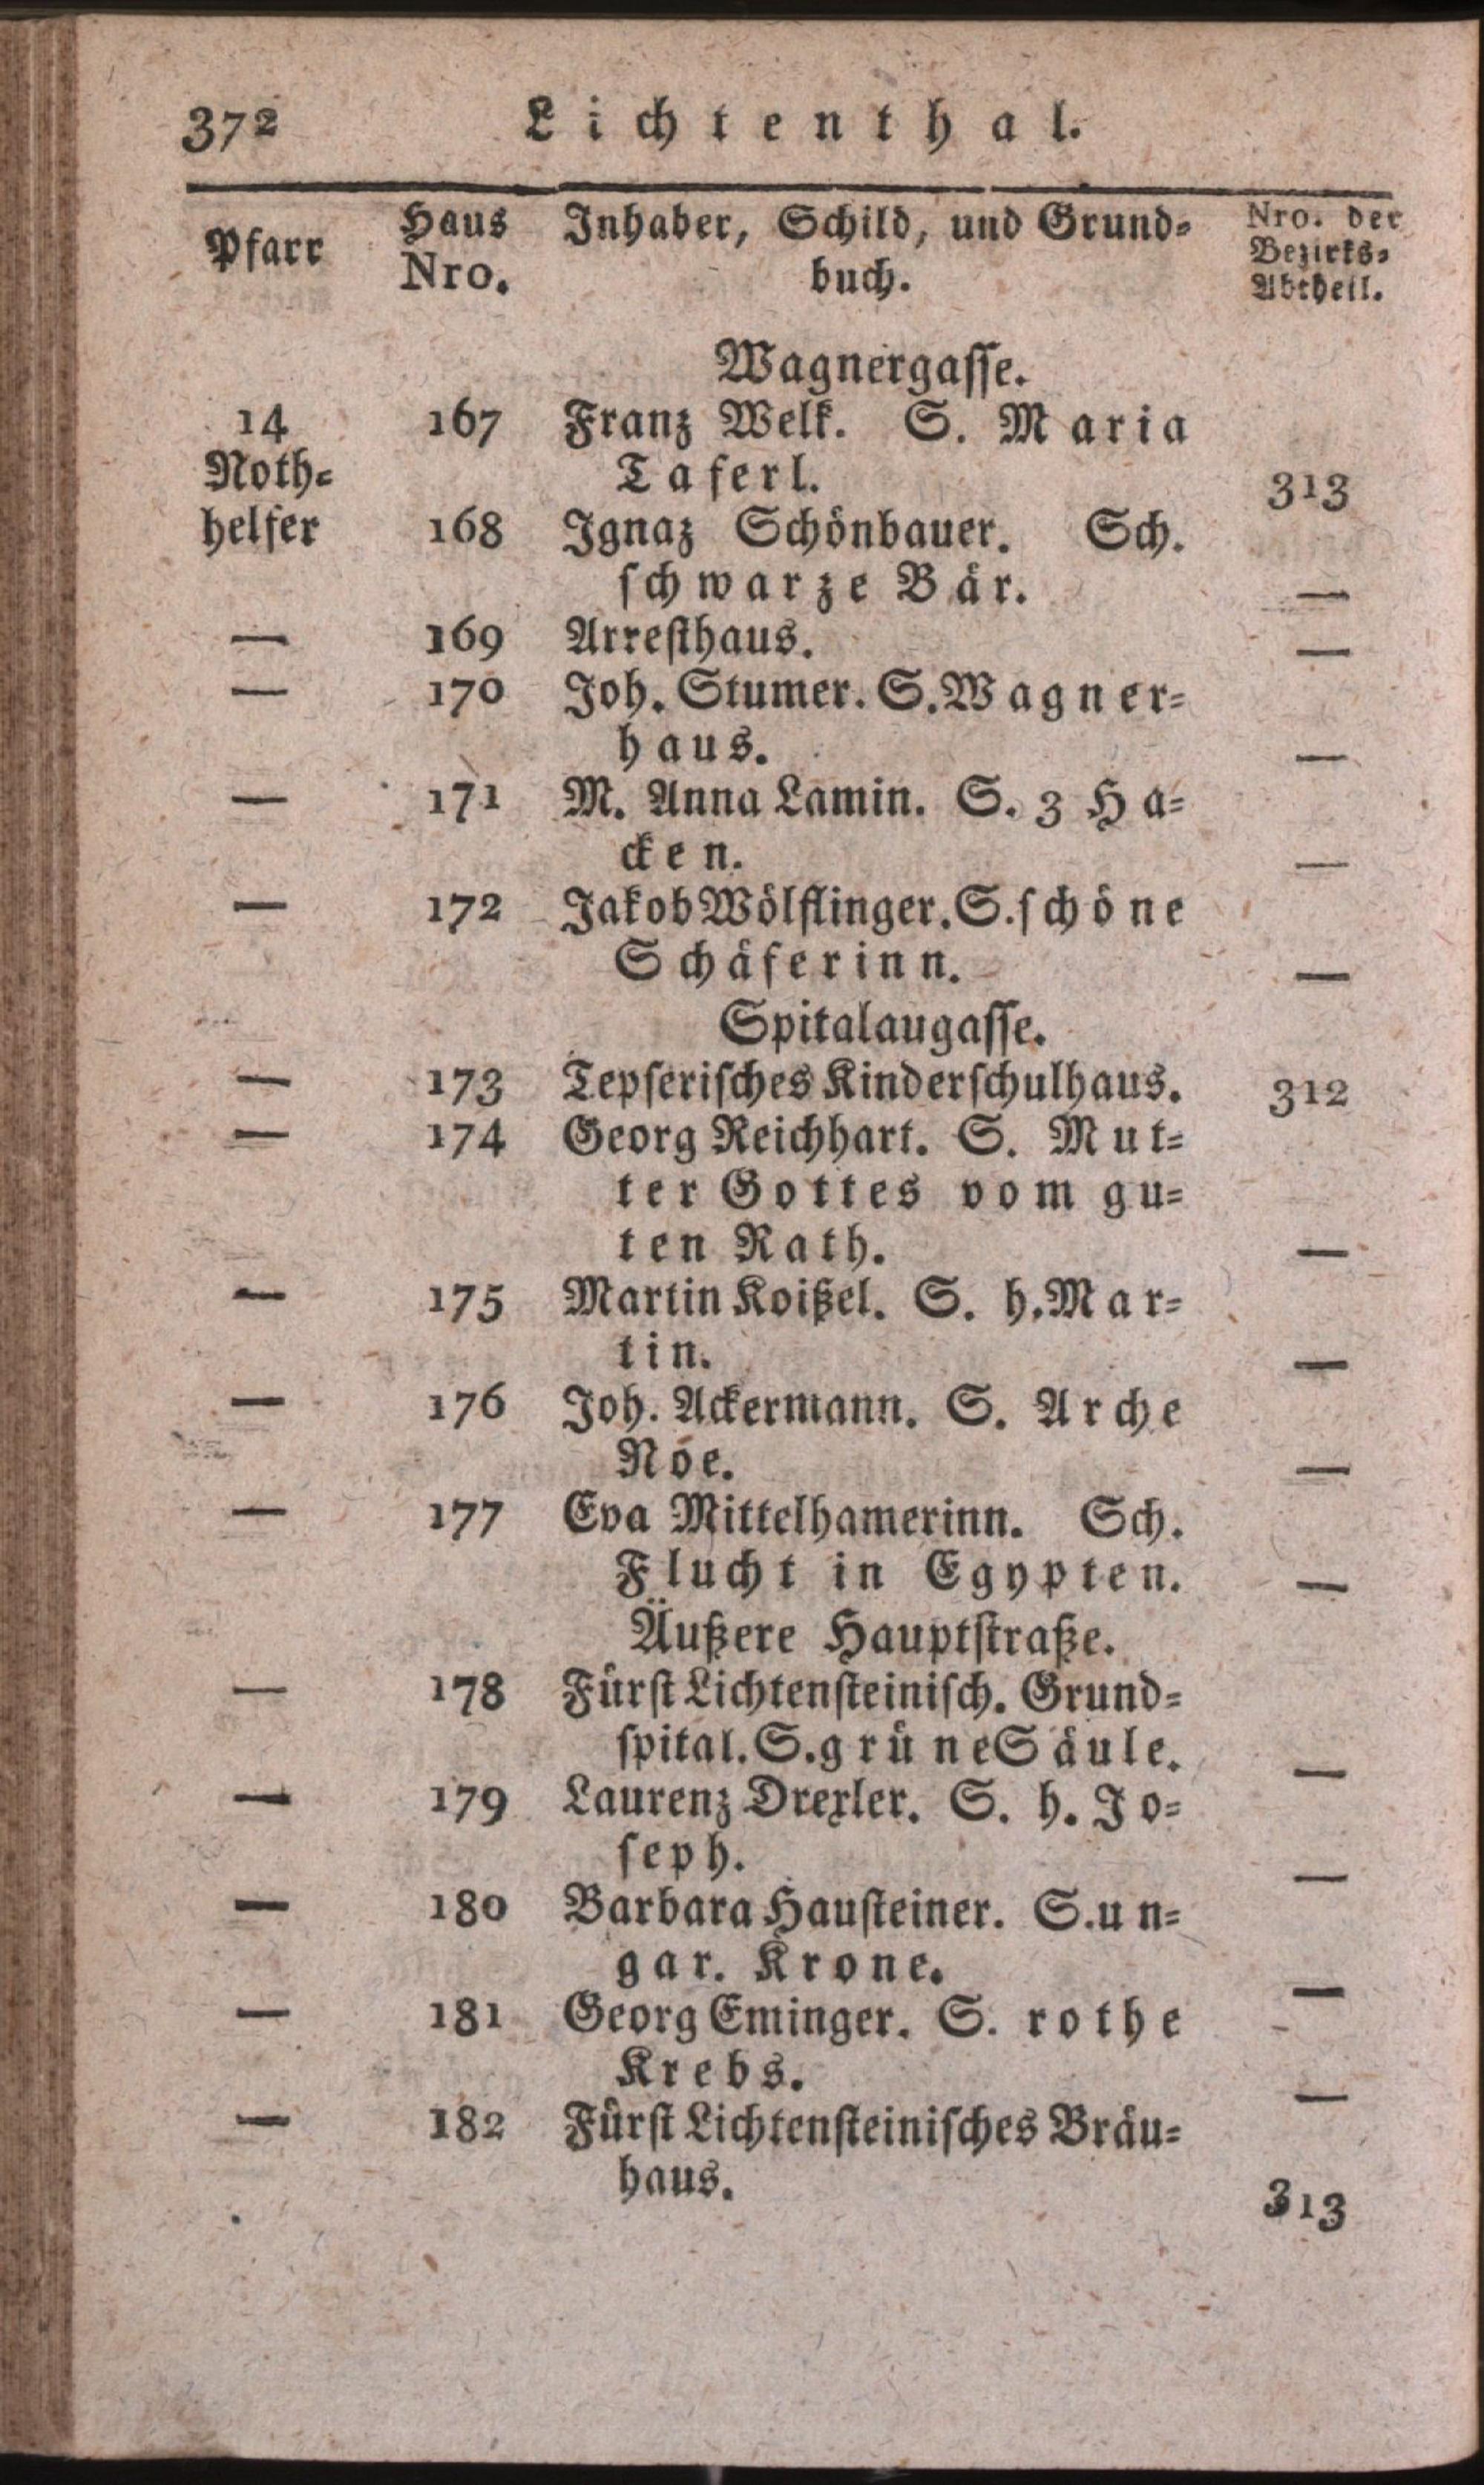 372 Lichtenthal.
Pfarr Haus Nro. Inhaber, Schild, und Grund= buch. Nro. der Bezirks= Abtheil.
Wagnergasse.
14 167 Franz Welk. S. Maria
Noth= Taferl. 313
helfer 168 Ignaz Schönbauer. Sch.
schwarze Bär. —
— 169 Arresthaus. —
— 170 Joh. Stumer. S. Wagner=
haus. —
— 171 M. Anna Lamin. S. 3 Ha=
cken. —
— 172 Jakob Wölflinger. S. schöne
Schäferinn. —
Spitalaugasse.
— 173 Tepserisches Kinderschulhaus. 312
— 174 Georg Reichhart. S. Mut=
ter Gottes vom gu=
ten Rath. —
— 175 Martin Koißel. S. h. Mar=
tin. —
— 176 Joh. Ackermann. S. Arche
Noe. —
— 177 Eva Mittelhamerinn. Sch.
Flucht in Egypten. —
Äußere Hauptstraße.
— 178 Fürst Lichtensteinisch. Grund=
spital. S. grüne Säule. —
— 179 Laurenz Drexler. S. h. Jo=
seph. —
— 180 Barbara Hausteiner. S. un=
gar. Krone. —
— 181 Georg Eminger. S. rothe
Krebs. —
— 182 Fürst Lichtensteinisches Bräu=
haus. 313